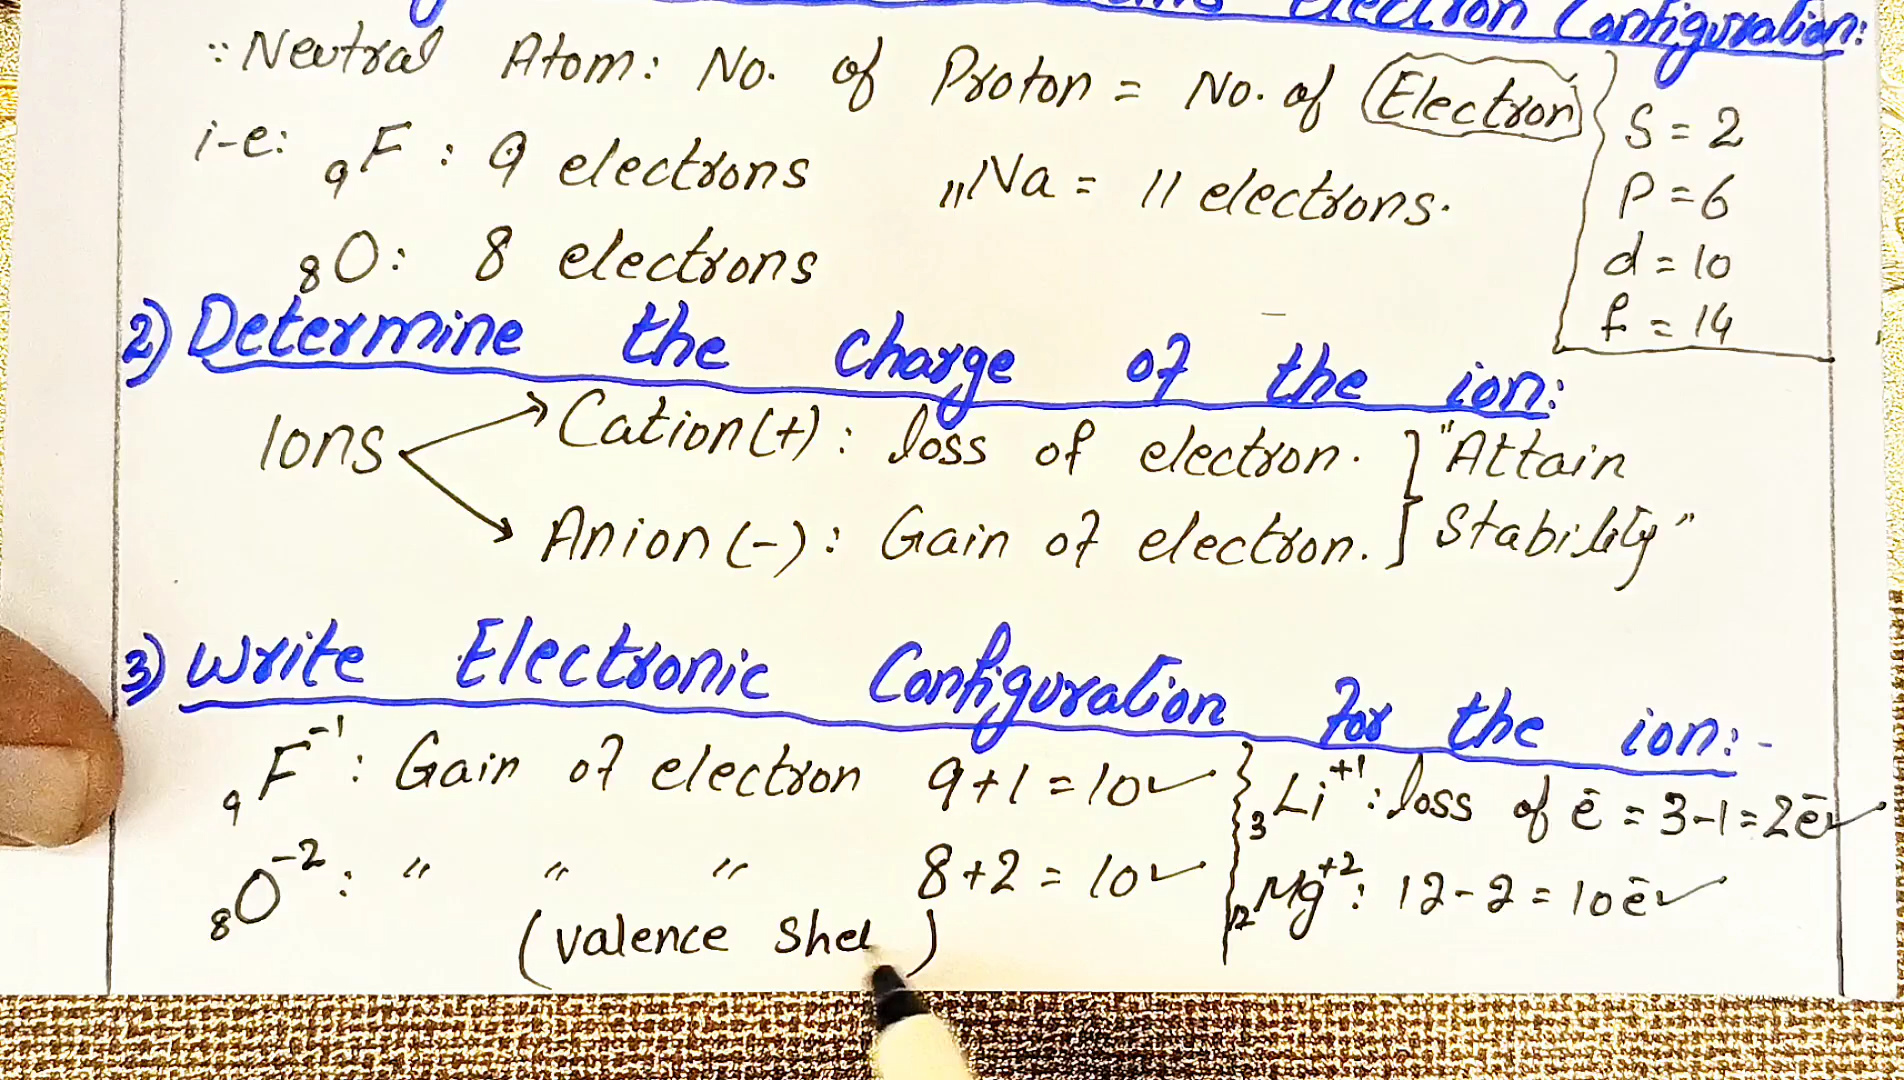 Electron Configuration:
∵ Neutral Atom: No. of Proton = No. of Electron
i-e: ₉F : 9 electrons ₁₁Na = 11 electrons.
₈O: 8 electrons
S = 2
P = 6
d = 10
f = 14
2) Determine the charge of the ion:
Ions
Cation (+) : loss of electron.
Anion (-) : Gain of electron.
"Attain
Stability"
3) Write Electronic Configuration for the ion:-
₉F⁻¹ : Gain of electron 9+1 = 10 ✓
₈O⁻² : " " " 8+2 = 10 ✓
(valence Shel )
₃Li⁺¹ : loss of ē = 3-1 = 2ē ✓
₁₂Mg⁺² : 12-2 = 10ē ✓